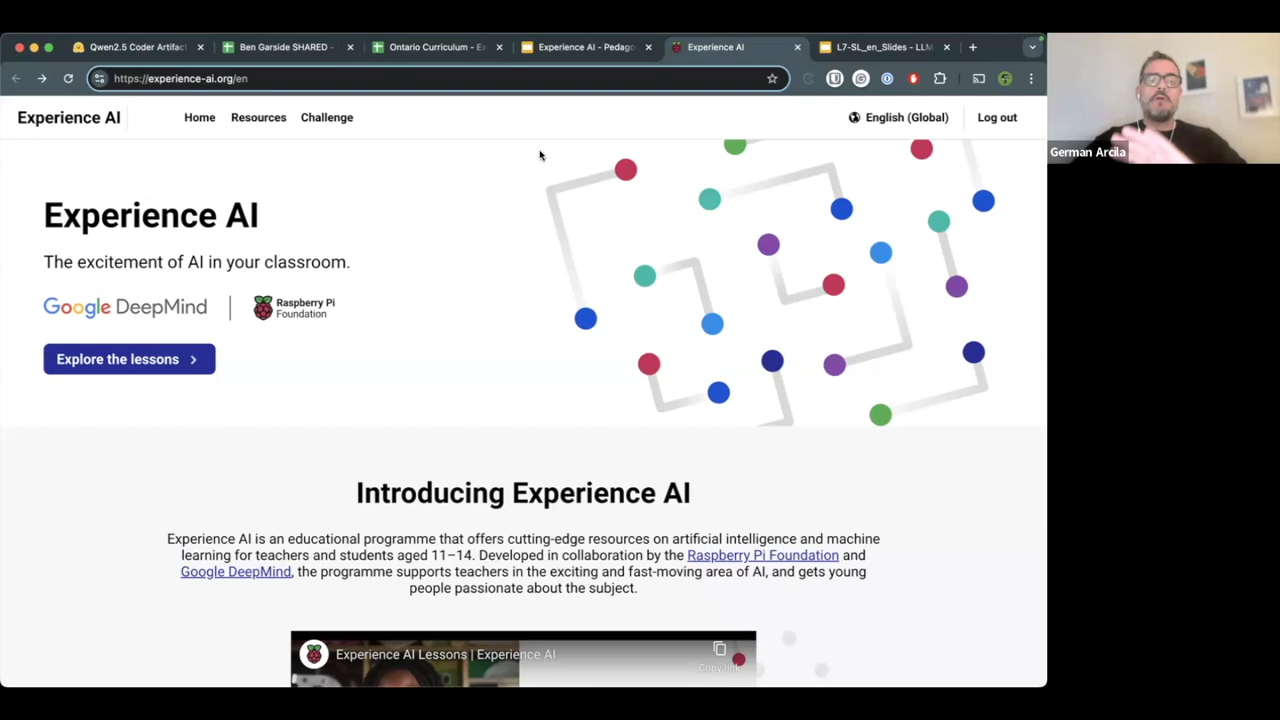 Qwen2.5 Coder Artifac
Ben Garside SHARED -
Ontario Curriculum - Ex
Experience AI - Pedago
Experience AI
L7-SL_en_Slides - LLM
https://experience-ai.org/en
Experience AI
Home
Resources
Challenge
English (Global)
Log out
German Arcila
Experience AI
The excitement of AI in your classroom.
Google DeepMind
Raspberry Pi
Foundation
Explore the lessons
Introducing Experience AI
Experience AI is an educational programme that offers cutting-edge resources on artificial intelligence and machine
learning for teachers and students aged 11–14. Developed in collaboration by the Raspberry Pi Foundation and
Google DeepMind, the programme supports teachers in the exciting and fast-moving area of AI, and gets young
people passionate about the subject.
Experience AI Lessons | Experience AI
Copy link